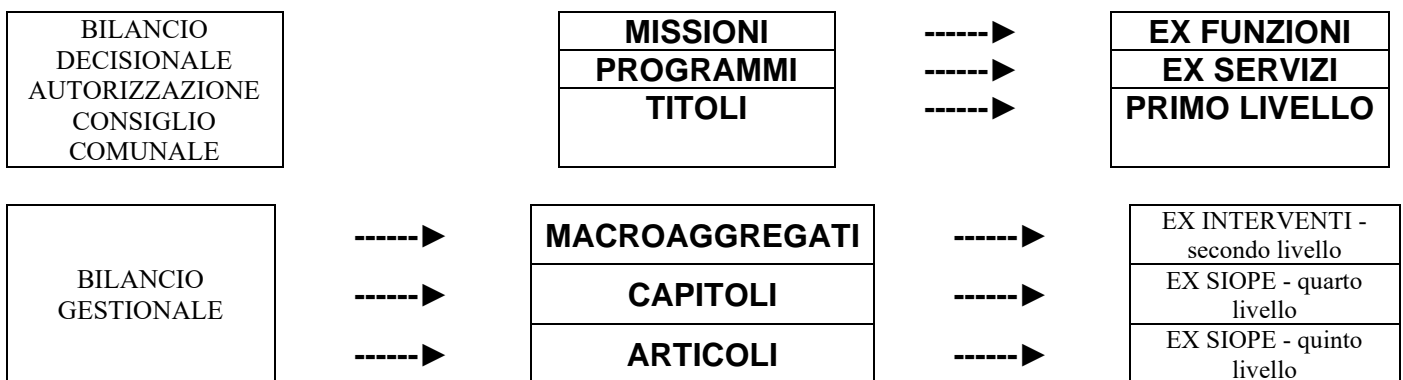 BILANCIO
DECISIONALE
AUTORIZZAZIONE
CONSIGLIO
COMUNALE
MISSIONI ------► EX FUNZIONI
PROGRAMMI ------► EX SERVIZI
TITOLI ------► PRIMO LIVELLO
BILANCIO
GESTIONALE
------► MACROAGGREGATI ------► EX INTERVENTI -
secondo livello
------► CAPITOLI ------► EX SIOPE - quarto
livello
------► ARTICOLI ------► EX SIOPE - quinto
livello